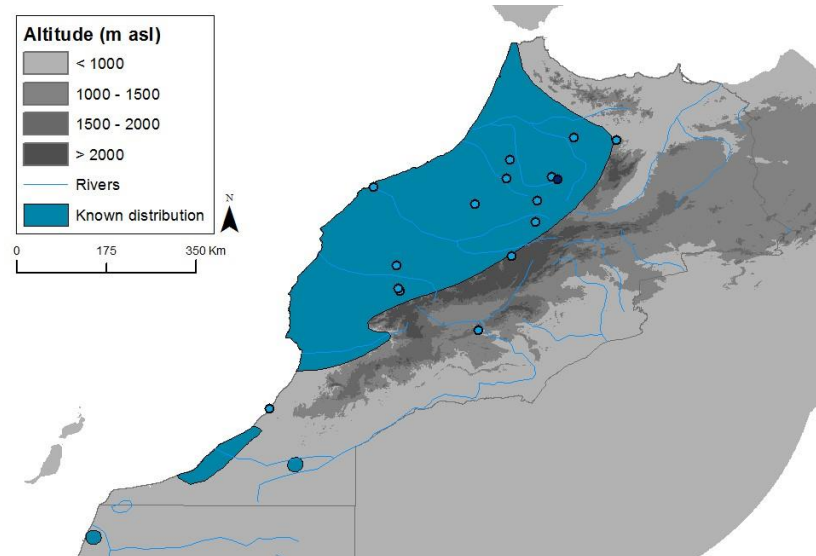 Altitude (m asl)
< 1000
1000 - 1500
1500 - 2000
> 2000
Rivers
Known distribution
N
0 175 350 Km